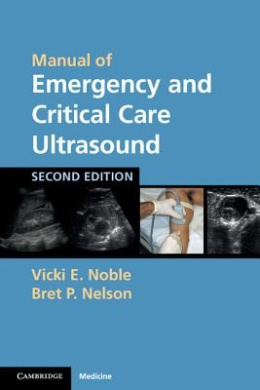 Manual of
Emergency and
Critical Care
Ultrasound
SECOND EDITION
Vicki E. Noble
Bret P. Nelson
CAMBRIDGE Medicine